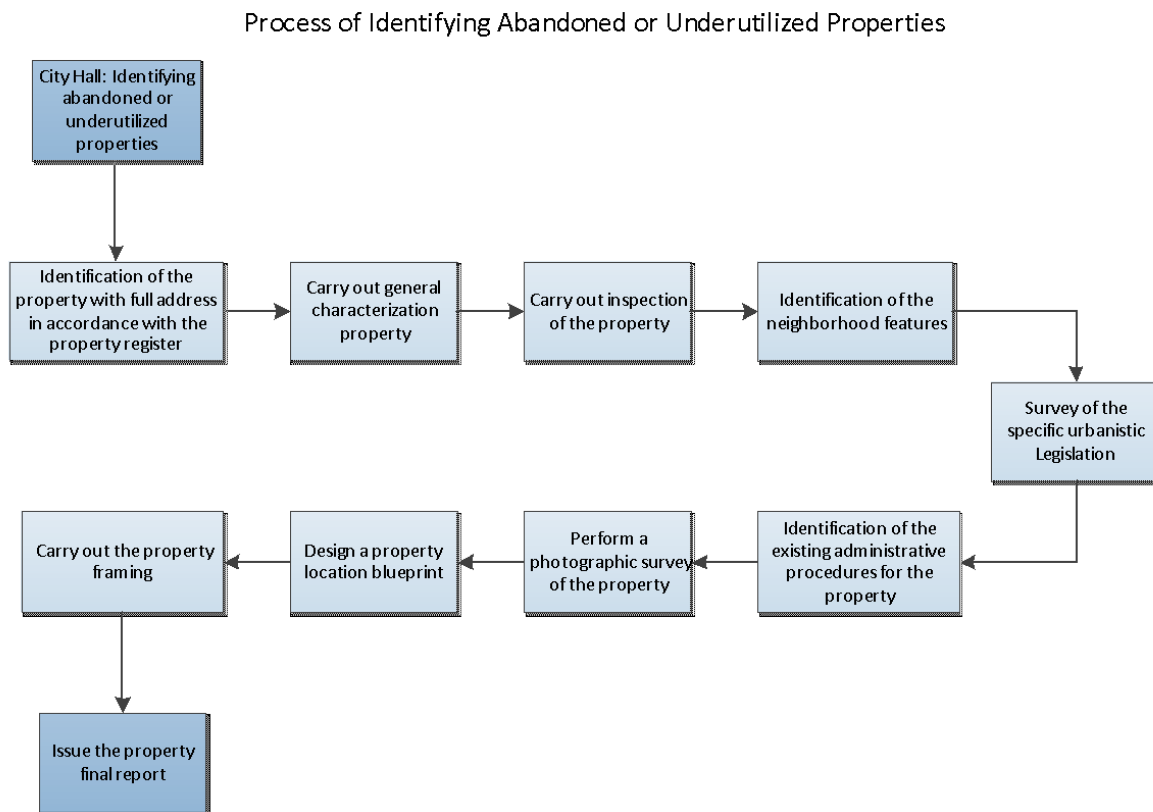 Process of Identifying Abandoned or Underutilized Properties
City Hall: Identifying
abandoned or
underutilized
properties
Identification of the
property with full address
in accordance with the
property register
Carry out general
characterization
property
Carry out inspection
of the property
Identification of the
neighborhood features
Survey of the
specific urbanistic
Legislation
Identification of the
existing administrative
procedures for the
property
Perform a
photographic survey
of the property
Design a property
location blueprint
Carry out the property
framing
Issue the property
final report